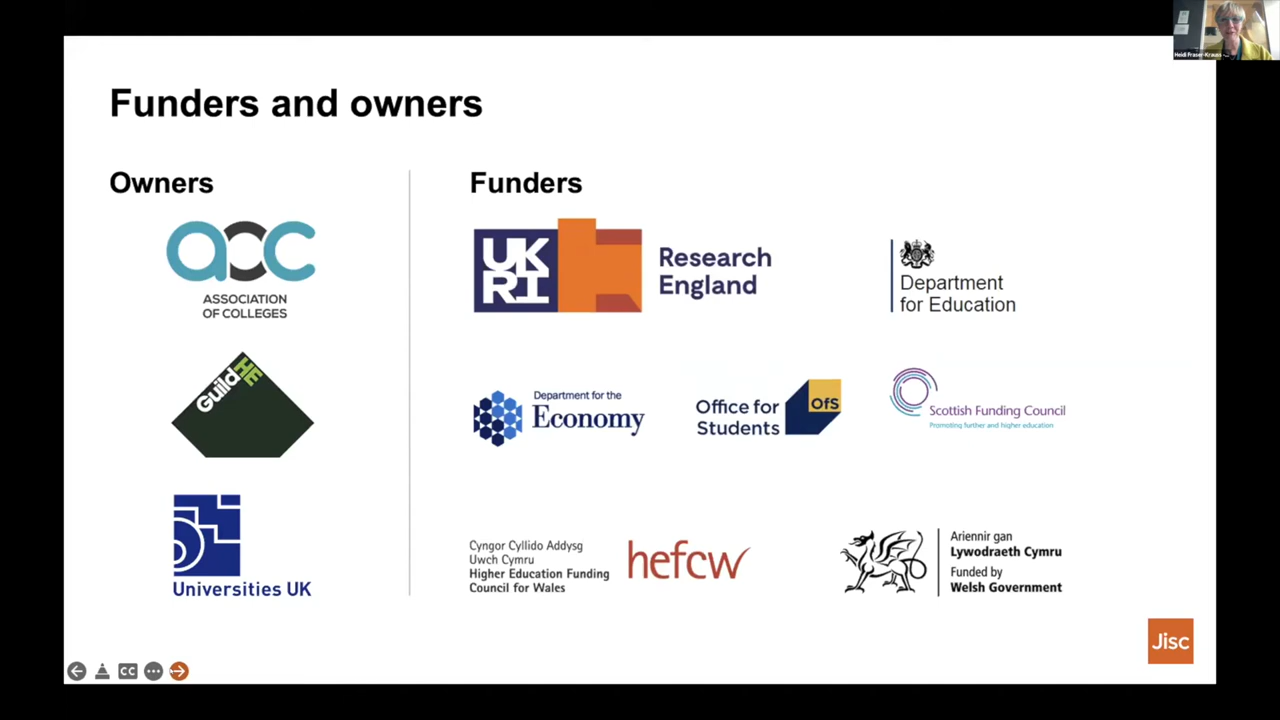 Heidi Fraser-Krauss
Funders and owners
Owners
aoc
ASSOCIATION
OF COLLEGES
GuildHE
Universities UK
Funders
UK
RI
Research
England
Department
for Education
Department for the
Economy
Office for
Students
OfS
Scottish Funding Council
Promoting further and higher education
Cyngor Cyllido Addysg
Uwch Cymru
Higher Education Funding
Council for Wales
hefcw
Ariennir gan
Lywodraeth Cymru
Funded by
Welsh Government
Jisc
CC